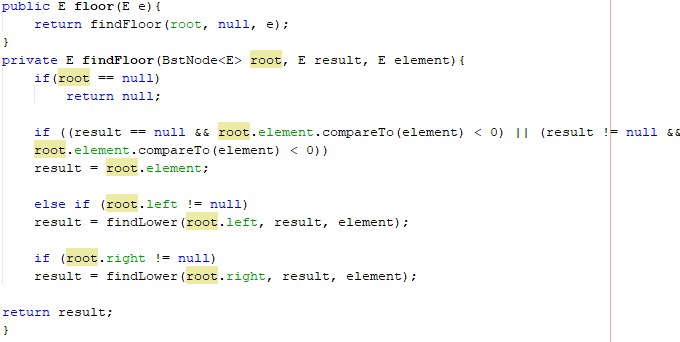 public E floor(E e){
    return findFloor(root, null, e);
}
private E findFloor(BstNode<E> root, E result, E element){
    if(root == null)
        return null;

    if ((result == null && root.element.compareTo(element) < 0) || (result != null &&
    root.element.compareTo(element) < 0))
    result = root.element;

    else if (root.left != null)
    result = findLower(root.left, result, element);

    if (root.right != null)
    result = findLower(root.right, result, element);

return result;
}